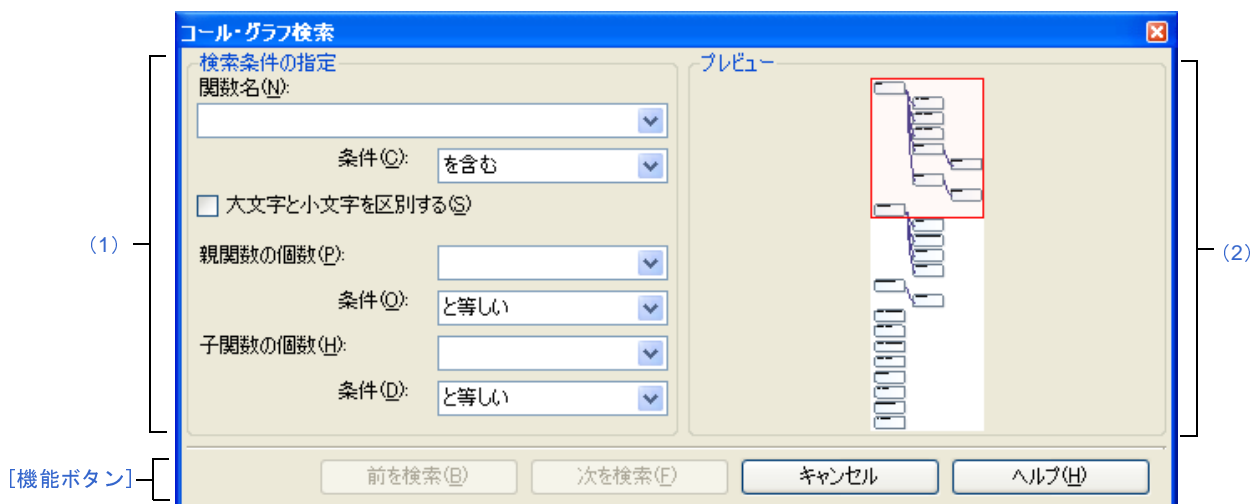 コール・グラフ検索
検索条件の指定
関数名(N):
条件(C):
を含む
大文字と小文字を区別する(S)
親関数の個数(P):
条件(O):
と等しい
子関数の個数(H):
条件(D):
と等しい
プレビュー
(1)
(2)
[機能ボタン]
前を検索(B)
次を検索(F)
キャンセル
ヘルプ(H)